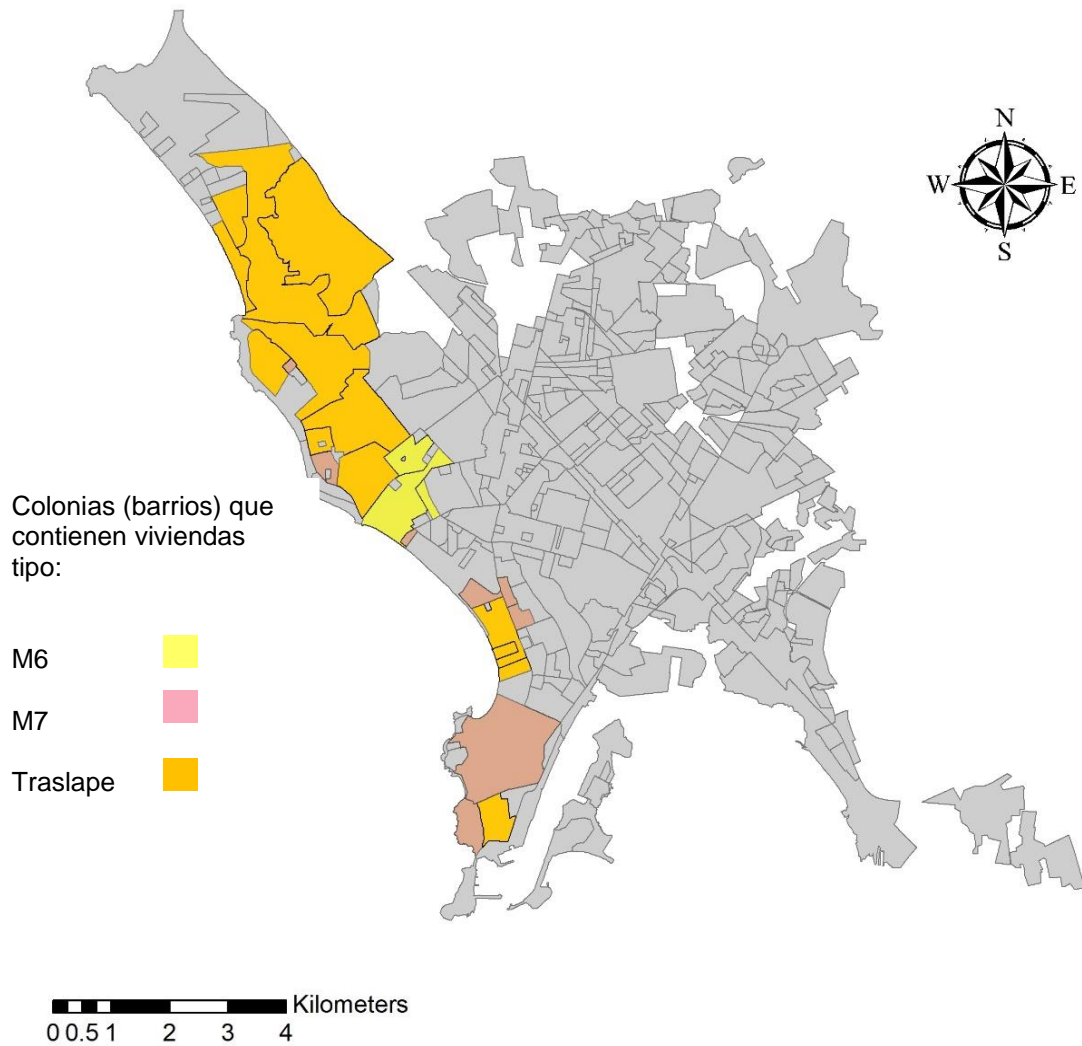 N
W E
S
Colonias (barrios) que
contienen viviendas
tipo:
M6
M7
Traslape
Kilometers
0 0.5 1 2 3 4